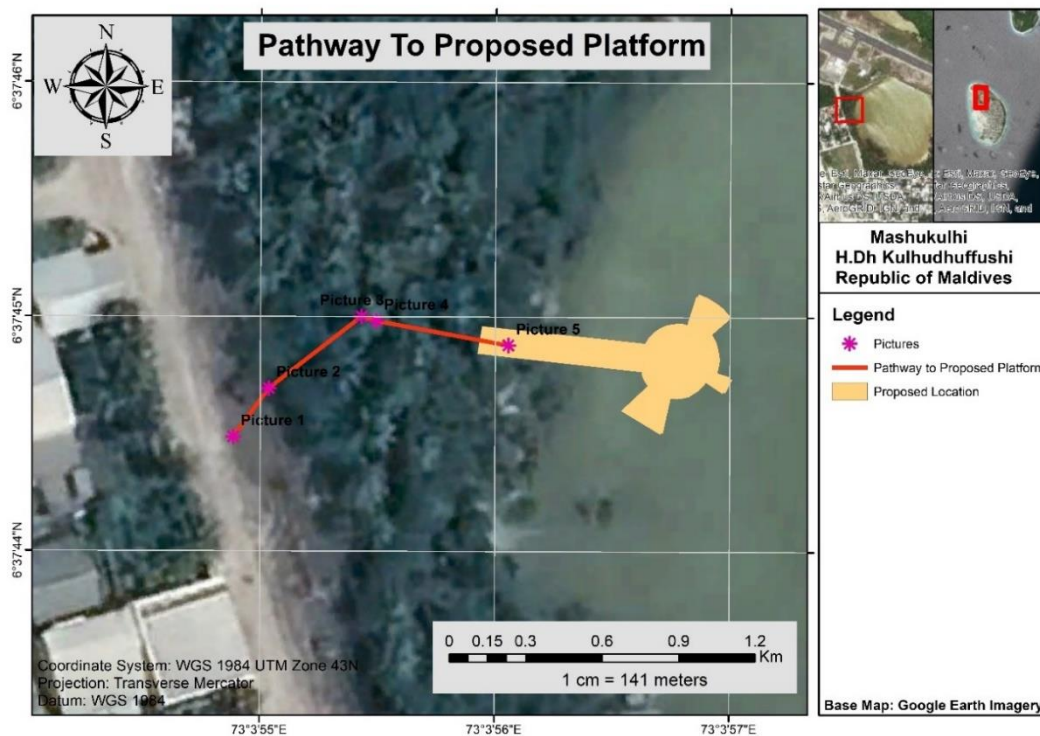 Pathway To Proposed Platform
N
W E
S
6°37'46"N
6°37'45"N
6°37'44"N
Picture 3
Picture 4
Picture 5
Picture 2
Picture 1
0 0.15 0.3 0.6 0.9 1.2
Km
1 cm = 141 meters
Coordinate System: WGS 1984 UTM Zone 43N
Projection: Transverse Mercator
Datum: WGS 1984
73°3'55"E
73°3'56"E
73°3'57"E
Mashukulhi
H.Dh Kulhudhuffushi
Republic of Maldives
Legend
Pictures
Pathway to Proposed Platform
Proposed Location
Base Map: Google Earth Imagery